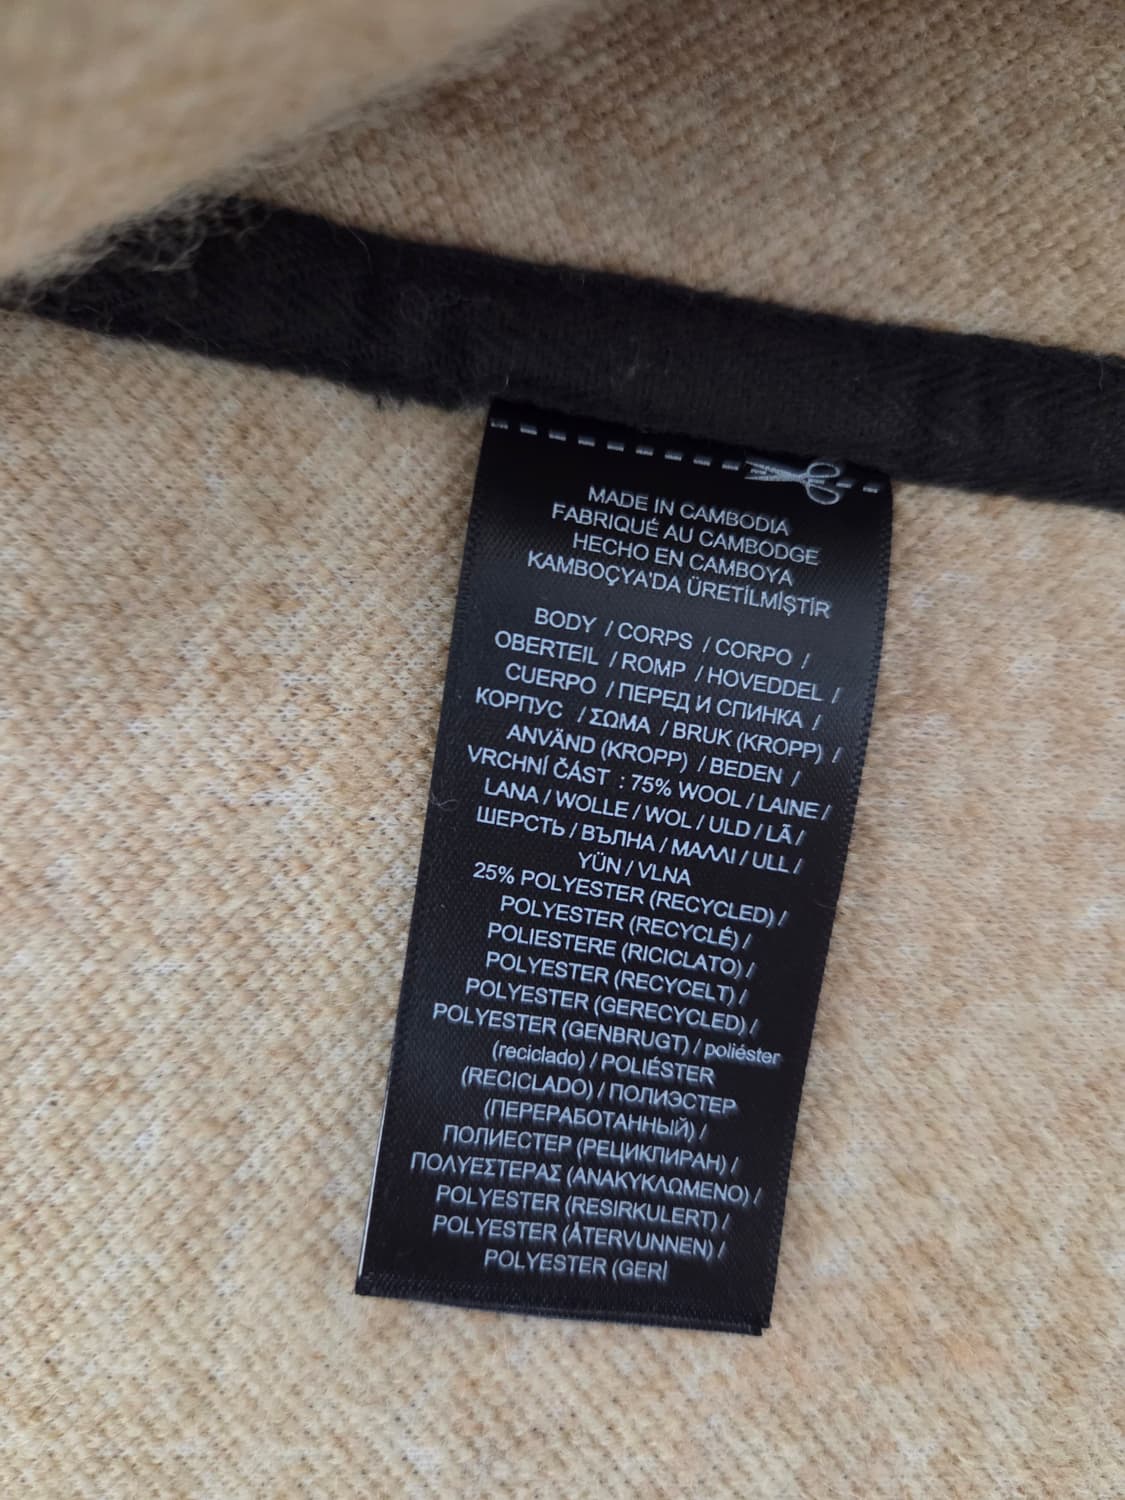 MADE IN CAMBODIA
FABRIQUÉ AU CAMBODGE
HECHO EN CAMBOYA
KAMBOÇYA'DA ÜRETİLMİŞTİR
BODY / CORPS / CORPO /
OBERTEIL / ROMP / HOVEDDEL /
CUERPO / ПЕРЕД И СПИНКА /
КОРПУС / ΣΩΜΑ / BRUK (KROPP) /
ANVÄND (KROPP) / BEDEN /
VRCHNÍ ČÁST : 75% WOOL / LAINE /
LANA / WOLLE / WOL / ULD / LÃ /
ШЕРСТЬ / ВЪЛНА / ΜΑΛΛΙ / ULL /
YÜN / VLNA
25% POLYESTER (RECYCLED) /
POLYESTER (RECYCLÉ) /
POLIESTERE (RICICLATO) /
POLYESTER (RECYCELT) /
POLYESTER (GERECYCLED) /
POLYESTER (GENBRUGT) / poliéster
(reciclado) / POLIÉSTER
(RECICLADO) / ПОЛИЭСТЕР
(ПЕРЕРАБОТАННЫЙ) /
ПОЛИЕСТЕР (РЕЦИКЛИРАН) /
ΠΟΛΥΕΣΤΕΡΑΣ (ΑΝΑΚΥΚΛΩΜΕΝΟ) /
POLYESTER (RESIRKULERT) /
POLYESTER (ÅTERVUNNEN) /
POLYESTER (GERİ